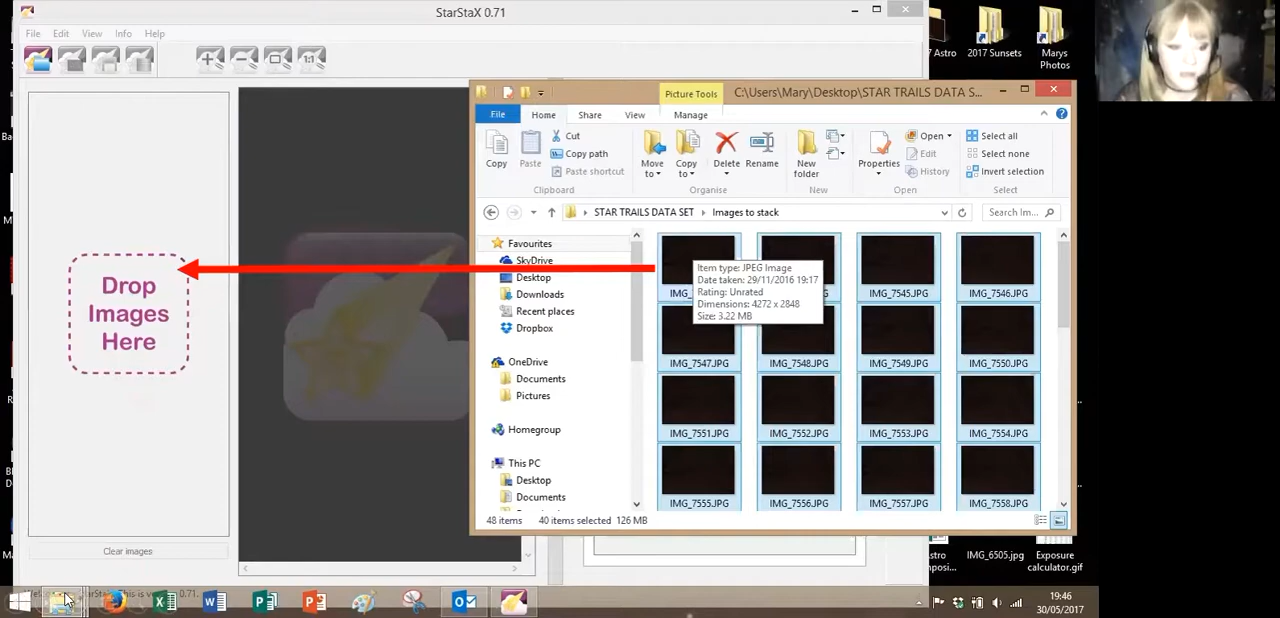 StarStaX 0.71
File Edit View Info Help
Drop
Images
Here
Clear images
Picture Tools
C:\Users\Mary\Desktop\STAR TRAILS DATA S...
File Home Share View Manage
Copy
Paste
Cut
Copy path
Paste shortcut
Clipboard
Move to
Copy to
Delete
Rename
Organise
New folder
New
Properties
Open
Edit
History
Open
Select all
Select none
Invert selection
Select
STAR TRAILS DATA SET Images to stack
Search Im...
Favourites
SkyDrive
Desktop
Downloads
Recent places
Dropbox
OneDrive
Documents
Pictures
Homegroup
This PC
Desktop
Documents
Item type: JPEG Image
Date taken: 29/11/2016 19:17
Rating: Unrated
Dimensions: 4272 x 2848
Size: 3.22 MB
IMG_7545.JPG IMG_7546.JPG
IMG_7547.JPG IMG_7548.JPG IMG_7549.JPG IMG_7550.JPG
IMG_7551.JPG IMG_7552.JPG IMG_7553.JPG IMG_7554.JPG
IMG_7555.JPG IMG_7556.JPG IMG_7557.JPG IMG_7558.JPG
48 items 40 items selected 126 MB
7 Astro
2017 Sunsets
Marys
Photos
IMG_6505.jpg
Exposure
calculator.gif
19:46
30/05/2017